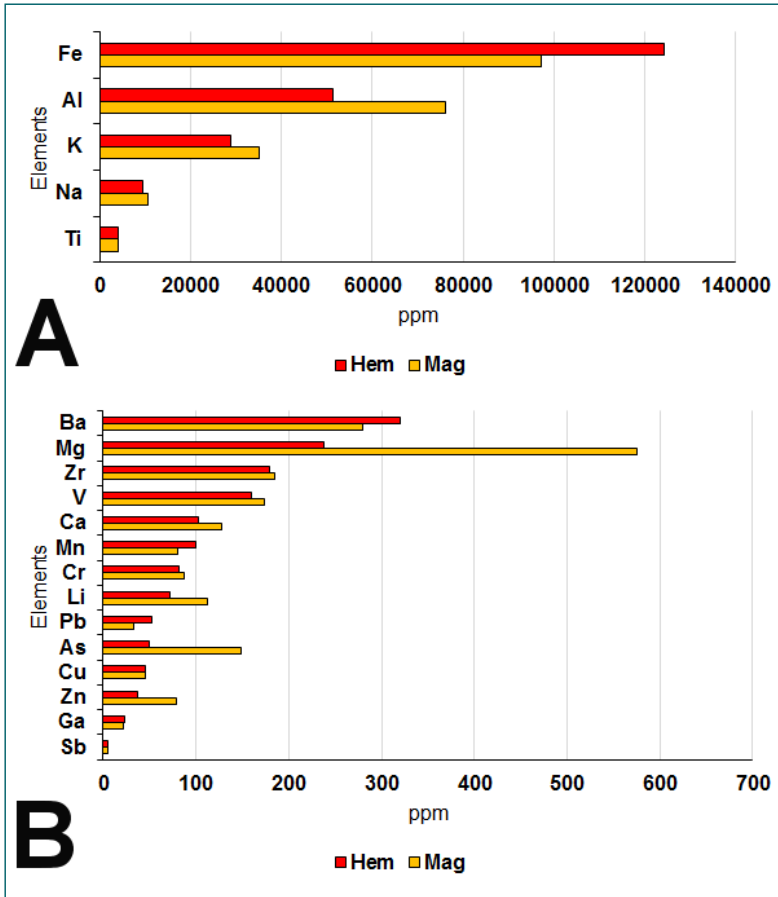 Fe
Al
K
Na
Ti
Elements
0 20000 40000 60000 80000 100000 120000 140000
ppm
A
Hem Mag
Ba
Mg
Zr
V
Ca
Mn
Cr
Li
Pb
As
Cu
Zn
Ga
Sb
Elements
0 100 200 300 400 500 600 700
ppm
B
Hem Mag